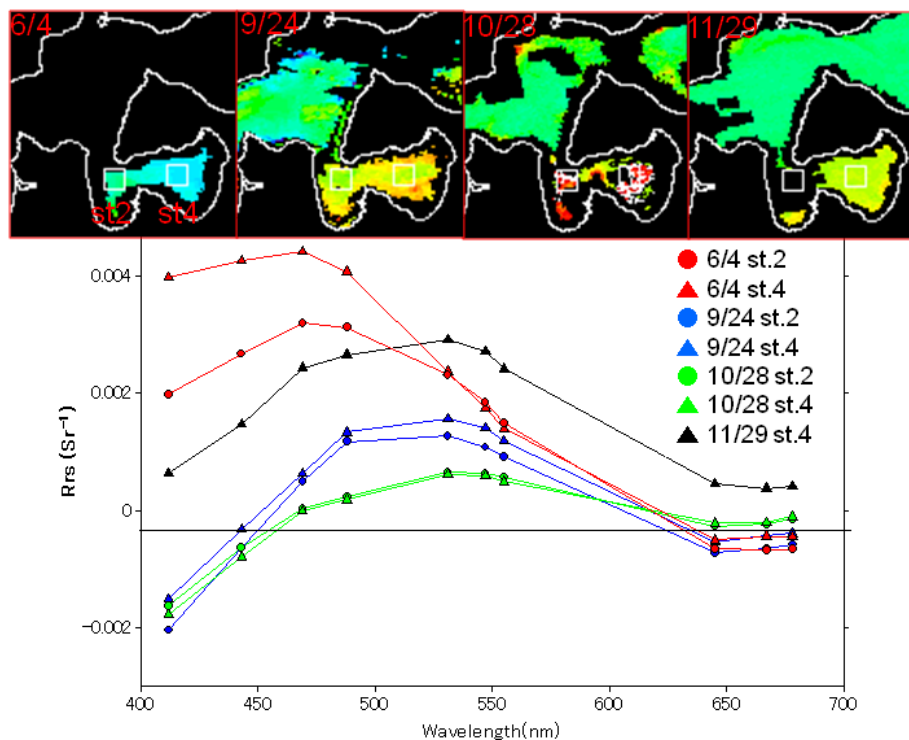 6/4 9/24 10/28 11/29
st2 st4
6/4 st.2
6/4 st.4
9/24 st.2
9/24 st.4
10/28 st.2
10/28 st.4
11/29 st.4
Rrs (Sr⁻¹)
0.004
0.002
0
−0.002
400 450 500 550 600 650 700
Wavelength(nm)